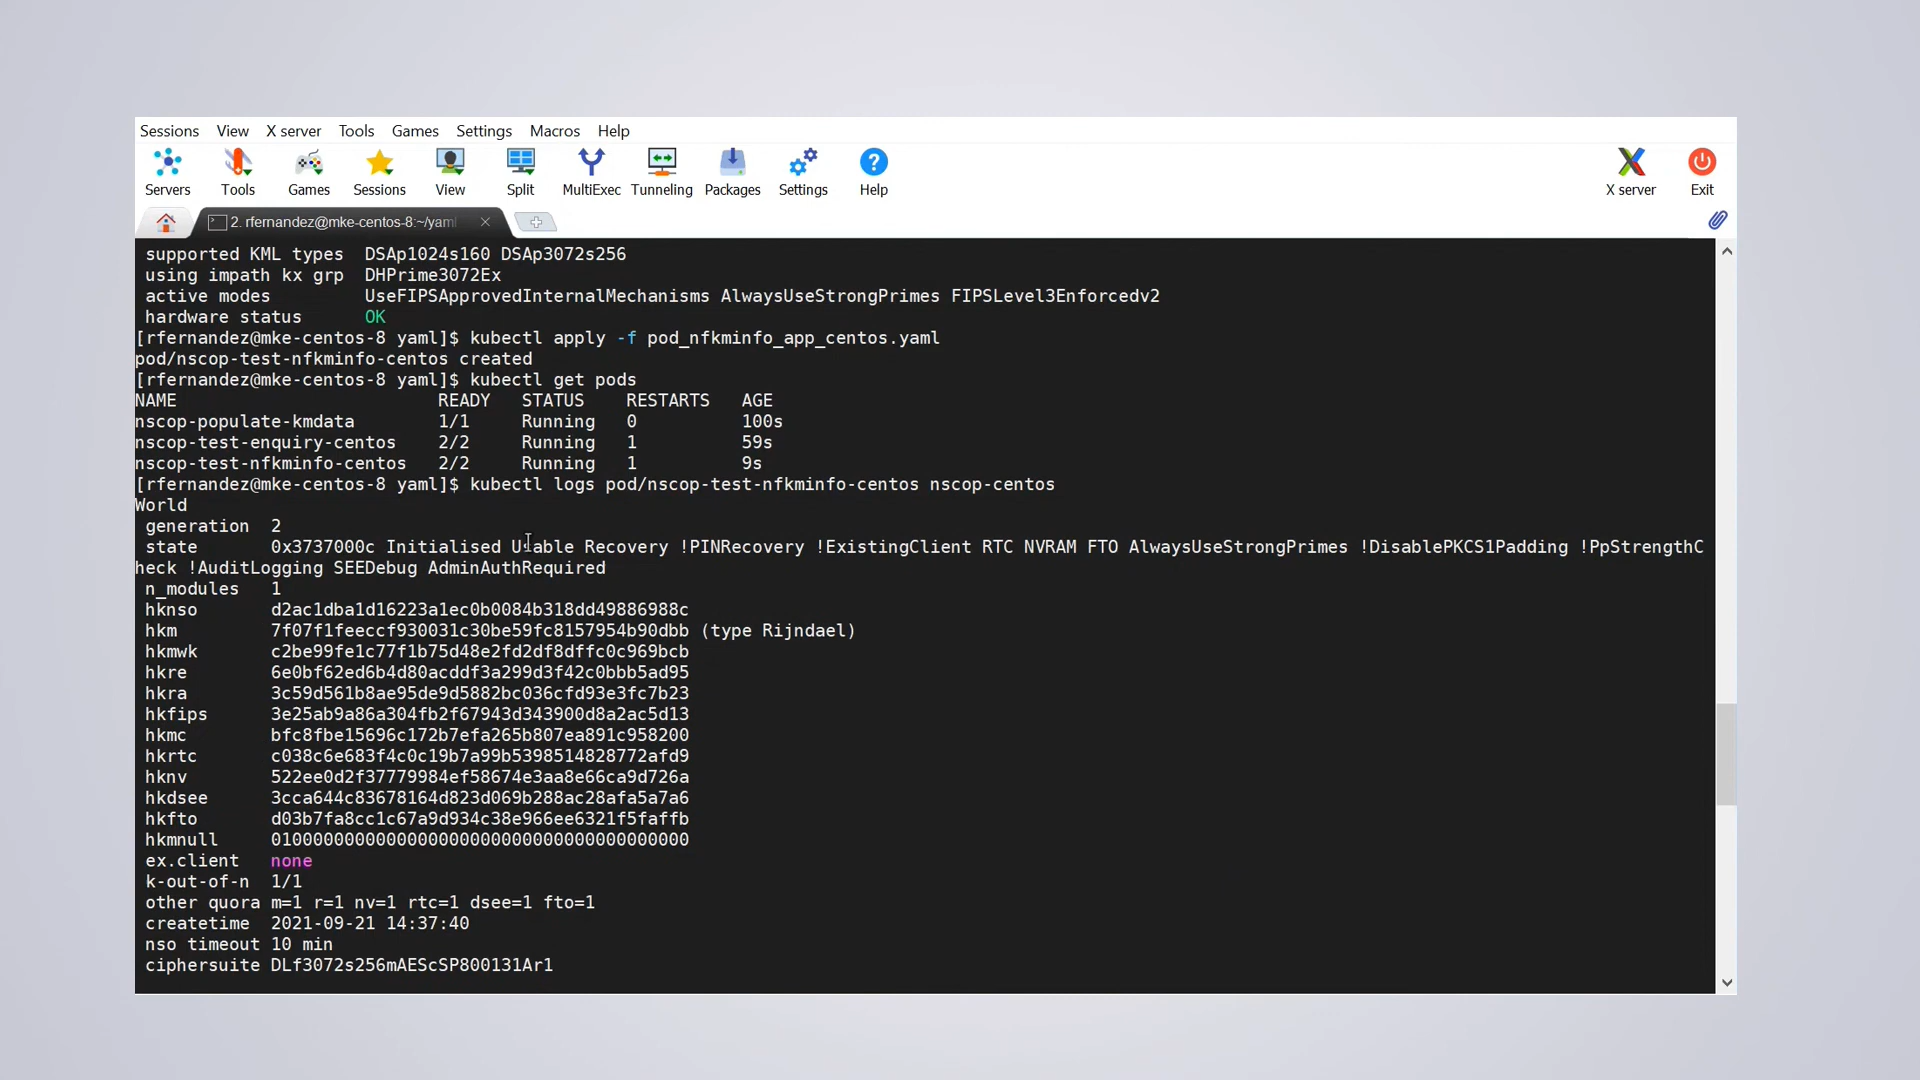 Sessions View X server Tools Games Settings Macros Help
Servers Tools Games Sessions View Split MultiExec Tunneling Packages Settings Help X server Exit
2. rfernandez@mke-centos-8:~/yaml
supported KML types DSAp1024s160 DSAp3072s256
using impath kx grp DHPrime3072Ex
active modes UseFIPSApprovedInternalMechanisms AlwaysUseStrongPrimes FIPSLevel3Enforcedv2
hardware status OK
[rfernandez@mke-centos-8 yaml]$ kubectl apply -f pod_nfkminfo_app_centos.yaml
pod/nscop-test-nfkminfo-centos created
[rfernandez@mke-centos-8 yaml]$ kubectl get pods
NAME READY STATUS RESTARTS AGE
nscop-populate-kmdata 1/1 Running 0 100s
nscop-test-enquiry-centos 2/2 Running 1 59s
nscop-test-nfkminfo-centos 2/2 Running 1 9s
[rfernandez@mke-centos-8 yaml]$ kubectl logs pod/nscop-test-nfkminfo-centos nscop-centos
World
generation 2
state 0x3737000c Initialised Usable Recovery !PINRecovery !ExistingClient RTC NVRAM FTO AlwaysUseStrongPrimes !DisablePKCS1Padding !PpStrengthC
heck !AuditLogging SEEDebug AdminAuthRequired
n_modules 1
hknso d2ac1dba1d16223a1ec0b0084b318dd49886988c
hkm 7f07f1feeccf930031c30be59fc8157954b90dbb (type Rijndael)
hkmwk c2be99fe1c77f1b75d48e2fd2df8dffc0c969bcb
hkre 6e0bf62ed6b4d80acddf3a299d3f42c0bbb5ad95
hkra 3c59d561b8ae95de9d5882bc036cfd93e3fc7b23
hkfips 3e25ab9a86a304fb2f67943d343900d8a2ac5d13
hkmc bfc8fbe15696c172b7efa265b807ea891c958200
hkrtc c038c6e683f4c0c19b7a99b5398514828772afd9
hknv 522ee0d2f37779984ef58674e3aa8e66ca9d726a
hkdsee 3cca644c83678164d823d069b288ac28afa5a7a6
hkfto d03b7fa8cc1c67a9d934c38e966ee6321f5faffb
hkmnull 0100000000000000000000000000000000000000
ex.client none
k-out-of-n 1/1
other quora m=1 r=1 nv=1 rtc=1 dsee=1 fto=1
createtime 2021-09-21 14:37:40
nso timeout 10 min
ciphersuite DLf3072s256mAEScSP800131Ar1